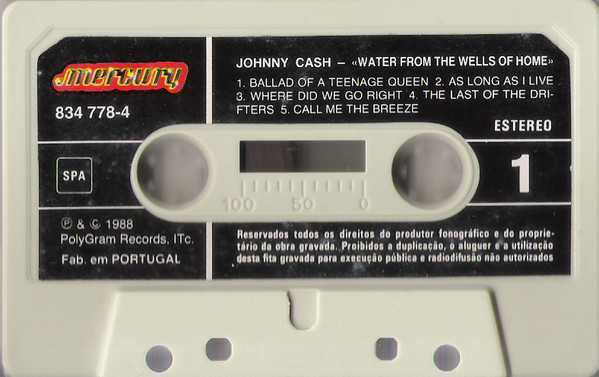 mercury
834 778-4
SPA
℗ & © 1988
PolyGram Records, ITc.
Fab. em PORTUGAL
JOHNNY CASH – «WATER FROM THE WELLS OF HOME»
1. BALLAD OF A TEENAGE QUEEN 2. AS LONG AS I LIVE
3. WHERE DID WE GO RIGHT 4. THE LAST OF THE DRI-
FTERS 5. CALL ME THE BREEZE
ESTEREO
1
100 50 0
Reservados todos os direitos do produtor fonográfico e do proprie-
tário da obra gravada. Proibidos a duplicação, o aluguer e a utilização
desta fita gravada para execução pública e radiodifusão não autorizados